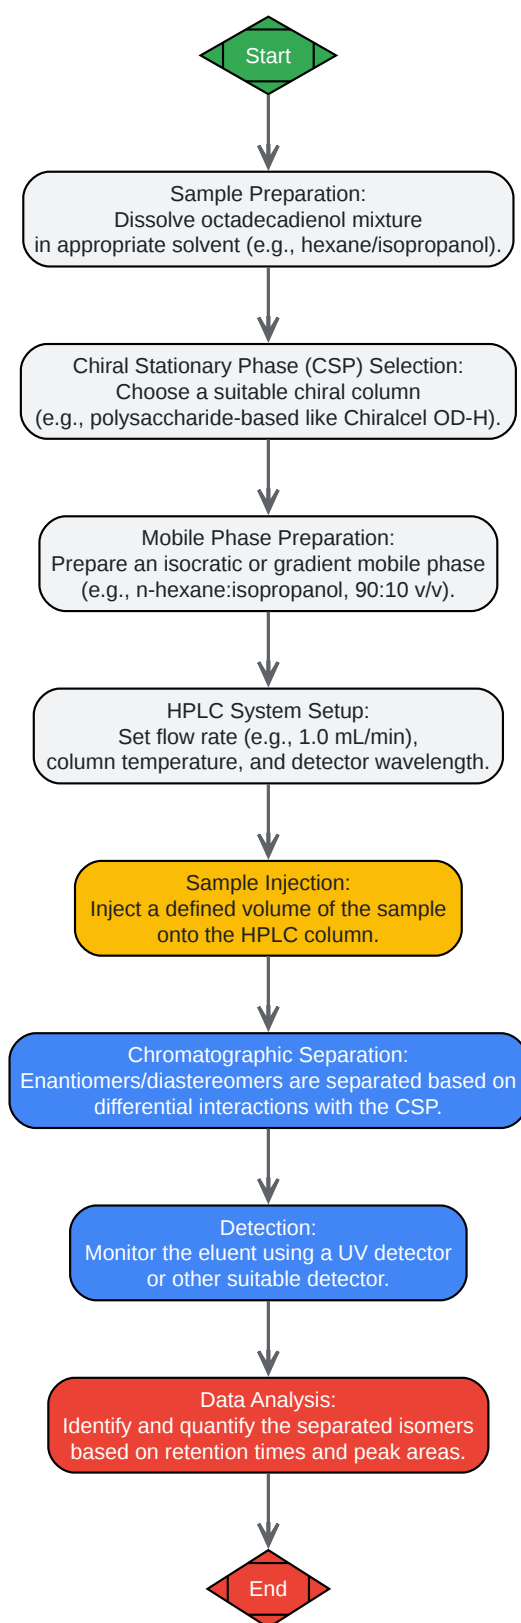 Start
Sample Preparation:
Dissolve octadecadienol mixture
in appropriate solvent (e.g., hexane/isopropanol).
Chiral Stationary Phase (CSP) Selection:
Choose a suitable chiral column
(e.g., polysaccharide-based like Chiralcel OD-H).
Mobile Phase Preparation:
Prepare an isocratic or gradient mobile phase
(e.g., n-hexane:isopropanol, 90:10 v/v).
HPLC System Setup:
Set flow rate (e.g., 1.0 mL/min),
column temperature, and detector wavelength.
Sample Injection:
Inject a defined volume of the sample
onto the HPLC column.
Chromatographic Separation:
Enantiomers/diastereomers are separated based on
differential interactions with the CSP.
Detection:
Monitor the eluent using a UV detector
or other suitable detector.
Data Analysis:
Identify and quantify the separated isomers
based on retention times and peak areas.
End